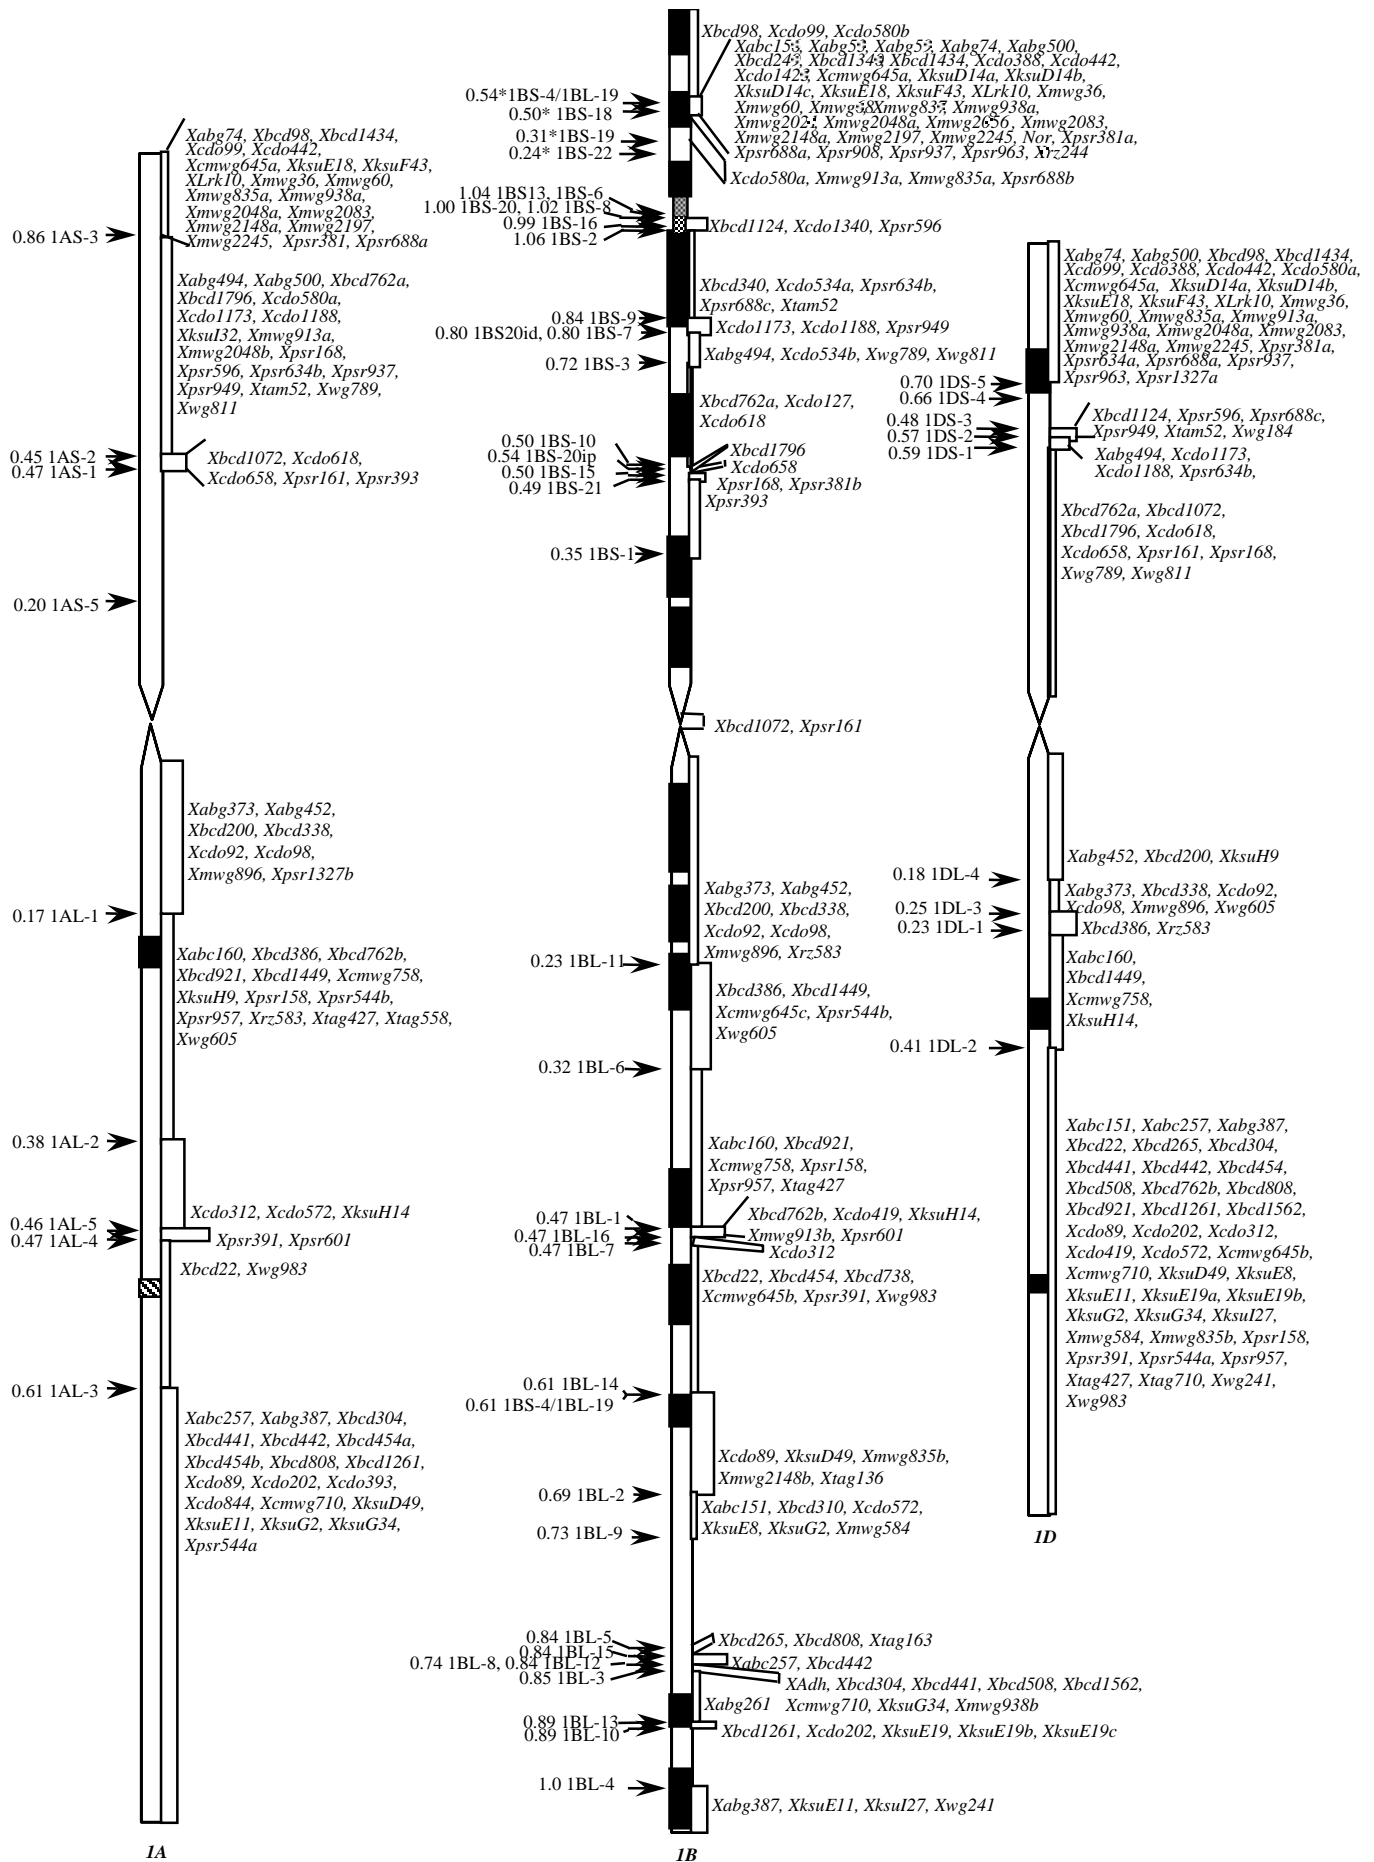 Xabg74, Xbcd98, Xbcd1434,
Xcdo99, Xcdo442,
Xcmwg645a, XksuE18, XksuF43,
XLrk10, Xmwg36, Xmwg60,
Xmwg835a, Xmwg938a,
Xmwg2048a, Xmwg2083,
Xmwg2148a, Xmwg2197,
Xmwg2245, Xpsr381, Xpsr688a
0.86 1AS-3
Xabg494, Xabg500, Xbcd762a,
Xbcd1796, Xcdo580a,
Xcdo1173, Xcdo1188,
XksuI32, Xmwg913a,
Xmwg2048b, Xpsr168,
Xpsr596, Xpsr634b, Xpsr937,
Xpsr949, Xtam52, Xwg789,
Xwg811
0.45 1AS-2
0.47 1AS-1
Xbcd1072, Xcdo618,
Xcdo658, Xpsr161, Xpsr393
0.20 1AS-5
Xabg373, Xabg452,
Xbcd200, Xbcd338,
Xcdo92, Xcdo98,
Xmwg896, Xpsr1327b
0.17 1AL-1
Xabc160, Xbcd386, Xbcd762b,
Xbcd921, Xbcd1449, Xcmwg758,
XksuH9, Xpsr158, Xpsr544b,
Xpsr957, Xrz583, Xtag427, Xtag558,
Xwg605
0.38 1AL-2
Xcdo312, Xcdo572, XksuH14
0.46 1AL-5
0.47 1AL-4
Xpsr391, Xpsr601
Xbcd22, Xwg983
0.61 1AL-3
Xabc257, Xabg387, Xbcd304,
Xbcd441, Xbcd442, Xbcd454a,
Xbcd454b, Xbcd808, Xbcd1261,
Xcdo89, Xcdo202, Xcdo393,
Xcdo844, Xcmwg710, XksuD49,
XksuE11, XksuG2, XksuG34,
Xpsr544a
1A
Xbcd98, Xcdo99, Xcdo580b
Xabg74, Xabg500,
Xbcd1434, Xcdo388, Xcdo442,
Xcmwg645a, XksuD14a, XksuD14b,
XksuD14c, XksuE18, XksuF43, XLrk10, Xmwg36,
Xmwg60, Xmwg837, Xmwg938a,
Xmwg2048a, Xmwg2083,
Xmwg2148a, Xmwg2197, Xmwg2245, Nor, Xpsr381a,
Xpsr688a, Xpsr908, Xpsr937, Xpsr963, Xrz244
Xcdo580a, Xmwg913a, Xmwg835a, Xpsr688b
0.54*1BS-4/1BL-19
0.50* 1BS-18
0.31*1BS-19
0.24* 1BS-22
1.04 1BS13, 1BS-6
1.00 1BS-20, 1.02 1BS-8
0.99 1BS-16
1.06 1BS-2
Xbcd1124, Xcdo1340, Xpsr596
Xbcd340, Xcdo534a, Xpsr634b,
Xpsr688c, Xtam52
0.84 1BS-9
0.80 1BS20id, 0.80 1BS-7
Xcdo1173, Xcdo1188, Xpsr949
Xabg494, Xcdo534b, Xwg789, Xwg811
0.72 1BS-3
Xbcd762a, Xcdo127,
Xcdo618
0.50 1BS-10
0.54 1BS-20ip
0.50 1BS-15
0.49 1BS-21
Xbcd1796
Xcdo658
Xpsr168, Xpsr381b
Xpsr393
0.35 1BS-1
Xbcd1072, Xpsr161
Xabg373, Xabg452,
Xbcd200, Xbcd338,
Xcdo92, Xcdo98,
Xmwg896, Xrz583
0.23 1BL-11
Xbcd386, Xbcd1449,
Xcmwg645c, Xpsr544b,
Xwg605
0.32 1BL-6
Xabc160, Xbcd921,
Xcmwg758, Xpsr158,
Xpsr957, Xtag427
0.47 1BL-1
0.47 1BL-16
0.47 1BL-7
Xbcd762b, Xcdo419, XksuH14,
Xmwg913b, Xpsr601
Xcdo312
Xbcd22, Xbcd454, Xbcd738,
Xcmwg645b, Xpsr391, Xwg983
0.61 1BL-14
0.61 1BS-4/1BL-19
Xcdo89, XksuD49, Xmwg835b,
Xmwg2148b, Xtag136
0.69 1BL-2
Xabc151, Xbcd310, Xcdo572,
XksuE8, XksuG2, Xmwg584
0.73 1BL-9
0.84 1BL-5
0.84 1BL-15
0.74 1BL-8, 0.84 1BL-12
0.85 1BL-3
Xbcd265, Xbcd808, Xtag163
Xabc257, Xbcd442
XAdh, Xbcd304, Xbcd441, Xbcd508, Xbcd1562,
Xcmwg710, XksuG34, Xmwg938b
Xabg261
0.89 1BL-13
0.89 1BL-10
Xbcd1261, Xcdo202, XksuE19, XksuE19b, XksuE19c
1.0 1BL-4
Xabg387, XksuE11, XksuI27, Xwg241
1B
Xabg74, Xabg500, Xbcd98, Xbcd1434,
Xcdo99, Xcdo388, Xcdo442, Xcdo580a,
Xcmwg645a, XksuD14a, XksuD14b,
XksuE18, XksuF43, XLrk10, Xmwg36,
Xmwg60, Xmwg835a, Xmwg913a,
Xmwg938a, Xmwg2048a, Xmwg2083,
Xmwg2148a, Xmwg2245, Xpsr381a,
Xpsr634a, Xpsr688a, Xpsr937,
Xpsr963, Xpsr1327a
0.70 1DS-5
0.66 1DS-4
0.48 1DS-3
0.57 1DS-2
0.59 1DS-1
Xbcd1124, Xpsr596, Xpsr688c,
Xpsr949, Xtam52, Xwg184
Xabg494, Xcdo1173,
Xcdo1188, Xpsr634b,
Xbcd762a, Xbcd1072,
Xbcd1796, Xcdo618,
Xcdo658, Xpsr161, Xpsr168,
Xwg789, Xwg811
Xabg452, Xbcd200, XksuH9
0.18 1DL-4
Xabg373, Xbcd338, Xcdo92,
Xcdo98, Xmwg896, Xwg605
0.25 1DL-3
0.23 1DL-1
Xbcd386, Xrz583
Xabc160,
Xbcd1449,
Xcmwg758,
XksuH14,
0.41 1DL-2
Xabc151, Xabc257, Xabg387,
Xbcd22, Xbcd265, Xbcd304,
Xbcd441, Xbcd442, Xbcd454,
Xbcd508, Xbcd762b, Xbcd808,
Xbcd921, Xbcd1261, Xbcd1562,
Xcdo89, Xcdo202, Xcdo312,
Xcdo419, Xcdo572, Xcmwg645b,
Xcmwg710, XksuD49, XksuE8,
XksuE11, XksuE19a, XksuE19b,
XksuG2, XksuG34, XksuI27,
Xmwg584, Xmwg835b, Xpsr158,
Xpsr391, Xpsr544a, Xpsr957,
Xtag427, Xtag710, Xwg241,
Xwg983
1D